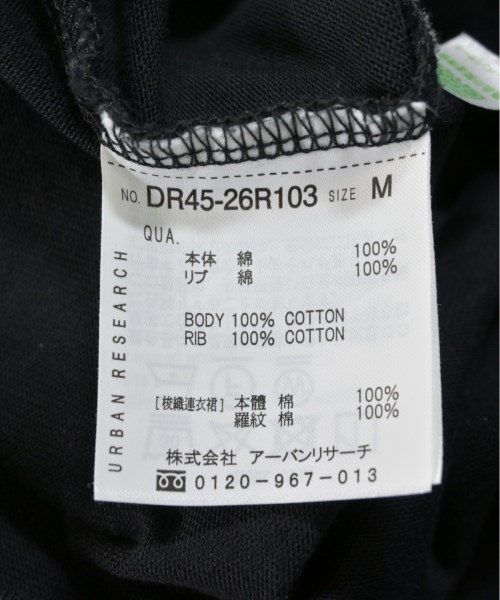 NO. DR45-26R103 SIZE M
QUA.
本体 綿 100%
リブ 綿 100%
BODY 100% COTTON
RIB 100% COTTON
[梭織連衣裙] 本體 棉 100%
羅紋 棉 100%
株式会社 アーバンリサーチ
0120-967-013
URBAN RESEARCH